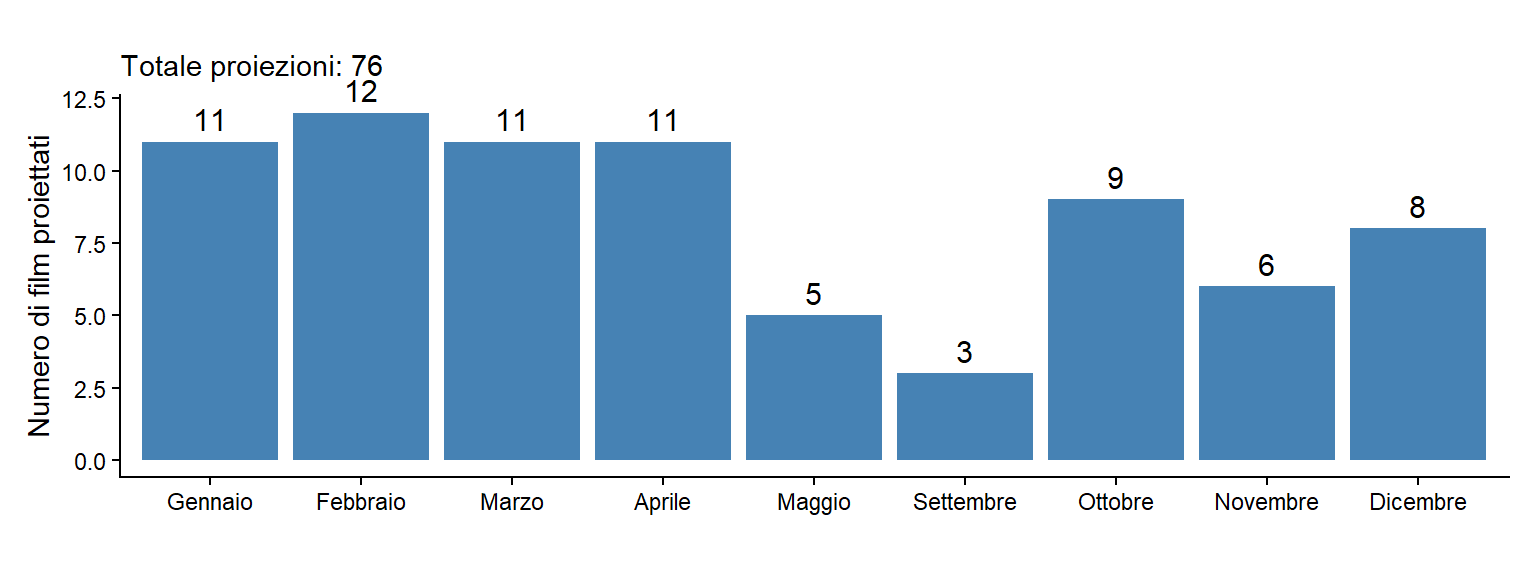 Totale proiezioni: 76
12.5
10.0
7.5
5.0
2.5
0.0
Numero di film proiettati
11
12
11
11
5
3
9
6
8
Gennaio
Febbraio
Marzo
Aprile
Maggio
Settembre
Ottobre
Novembre
Dicembre